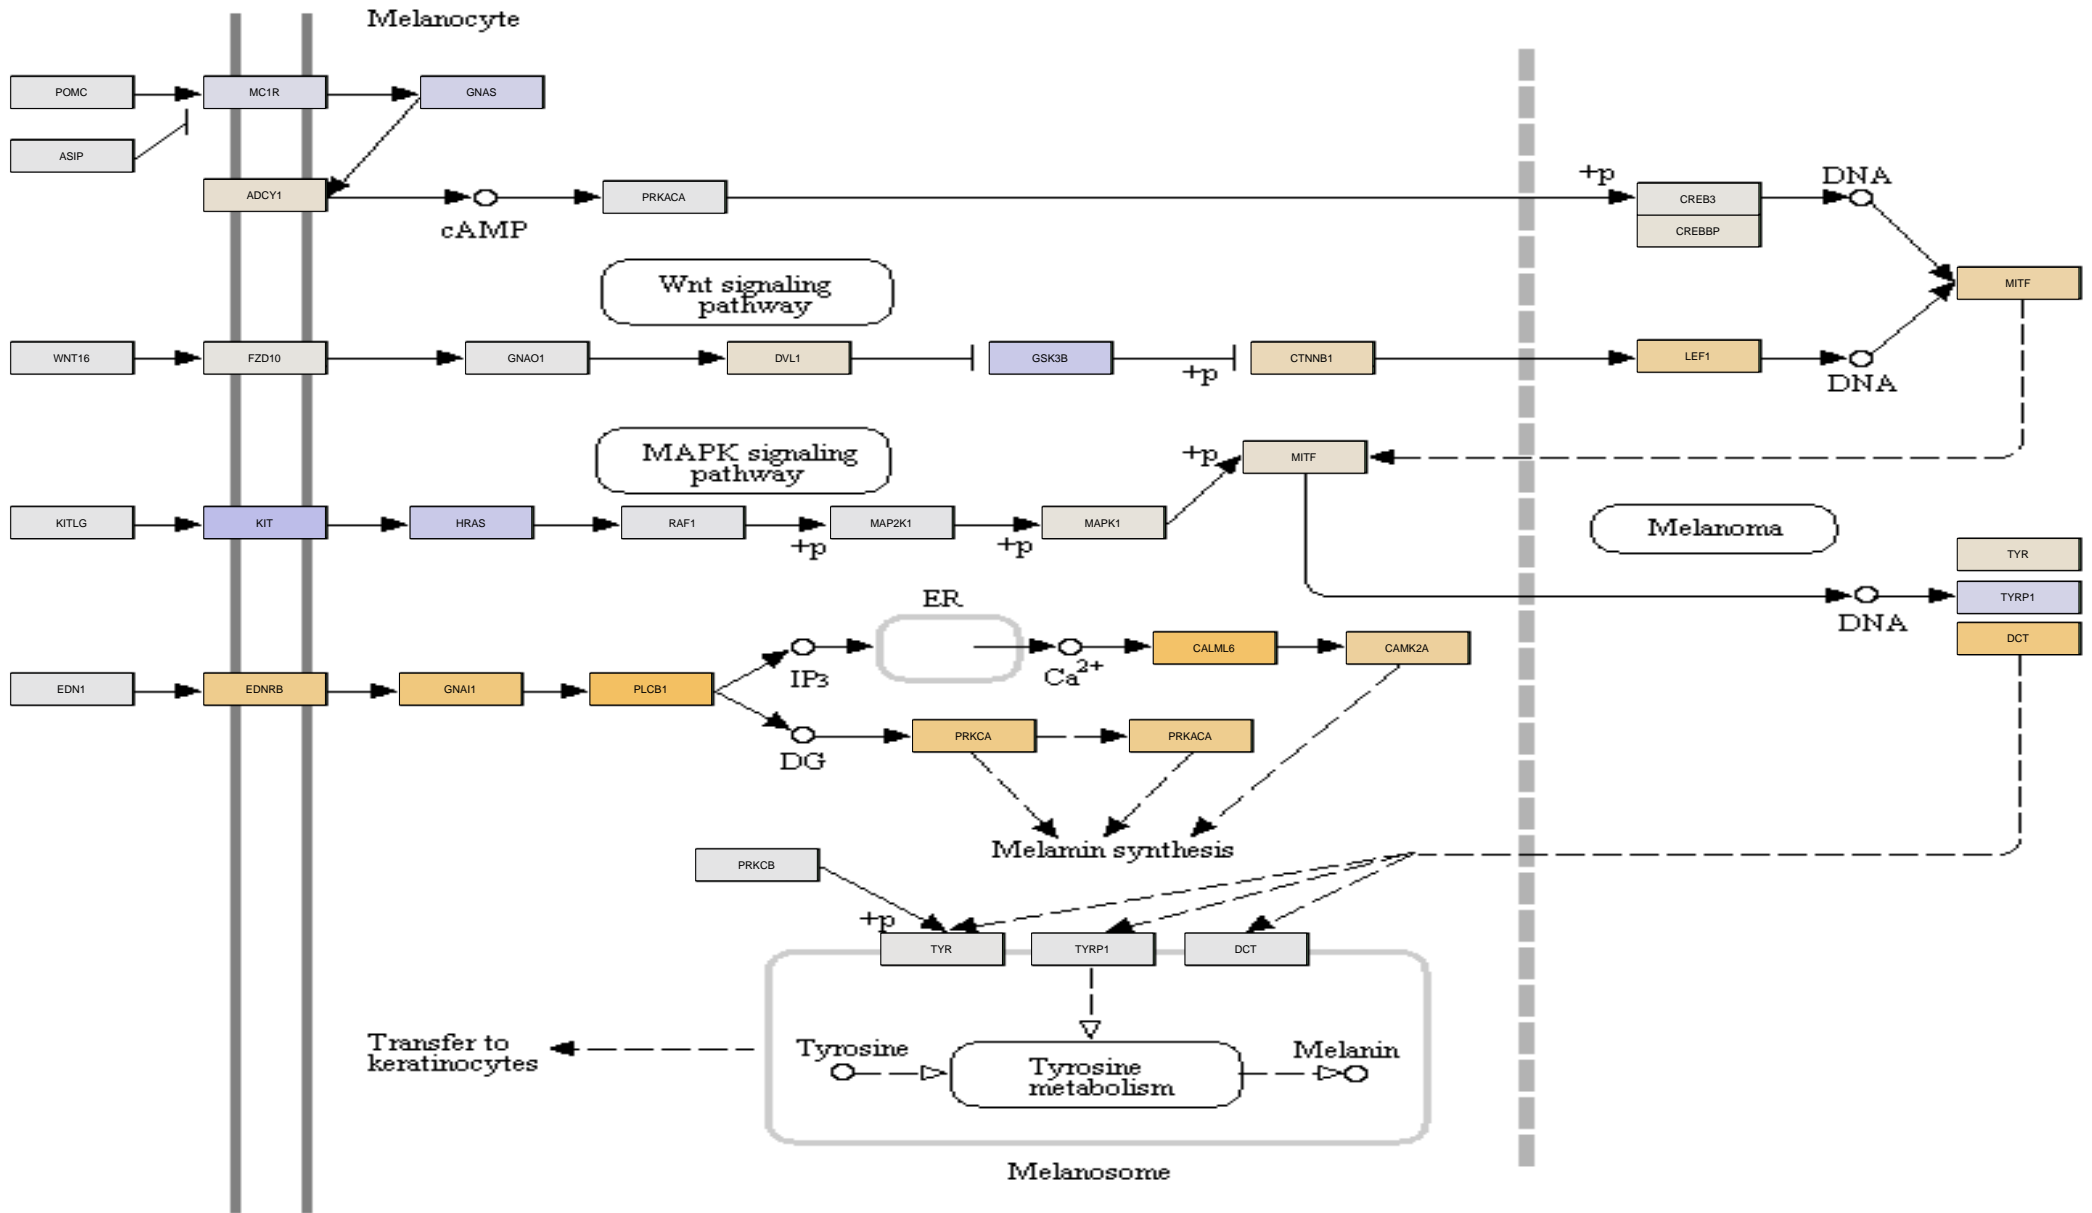 Melanocyte
POMC
MC1R
GNAS
ASIP
ADCY1
cAMP
PRKACA
+p
CREB3
CREBBP
DNA
MITF
Wnt signaling
pathway
WNT16
FZD10
GNAO1
DVL1
GSK3B
+p
CTNNB1
LEF1
DNA
MAPK signaling
pathway
+p
MITF
KITLG
KIT
HRAS
RAF1
+p
MAP2K1
+p
MAPK1
Melanoma
TYR
TYRP1
DCT
DNA
ER
IP3
Ca2+
CALML6
CAMK2A
EDN1
EDNRB
GNAI1
PLCB1
DG
PRKCA
PRKACA
Melamin synthesis
PRKCB
+p
TYR
TYRP1
DCT
Transfer to
keratinocytes
Tyrosine
Tyrosine
metabolism
Melanin
Melanosome